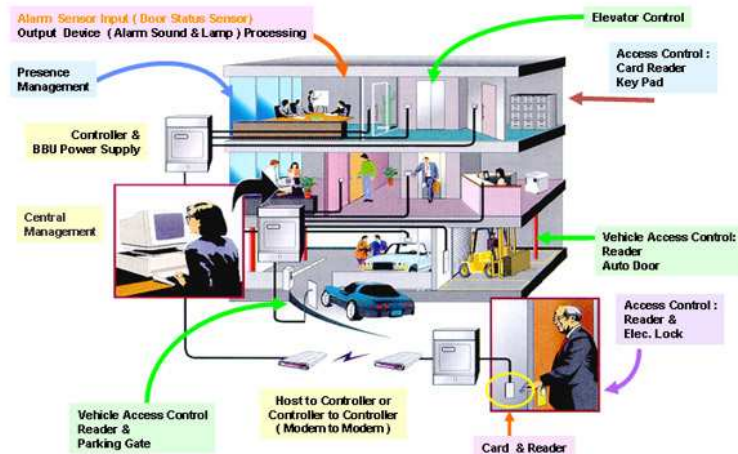 Alarm Sensor Input ( Door Status Sensor)
Output Device ( Alarm Sound & Lamp ) Processing
Elevator Control
Presence
Management
Access Control :
Card Reader
Key Pad
Controller &
BBU Power Supply
Central
Management
Vehicle Access Control:
Reader
Auto Door
Access Control :
Reader &
Elec. Lock
Vehicle Access Control
Reader &
Parking Gate
Host to Controller or
Controller to Controller
( Modern to Modern )
Card & Reader